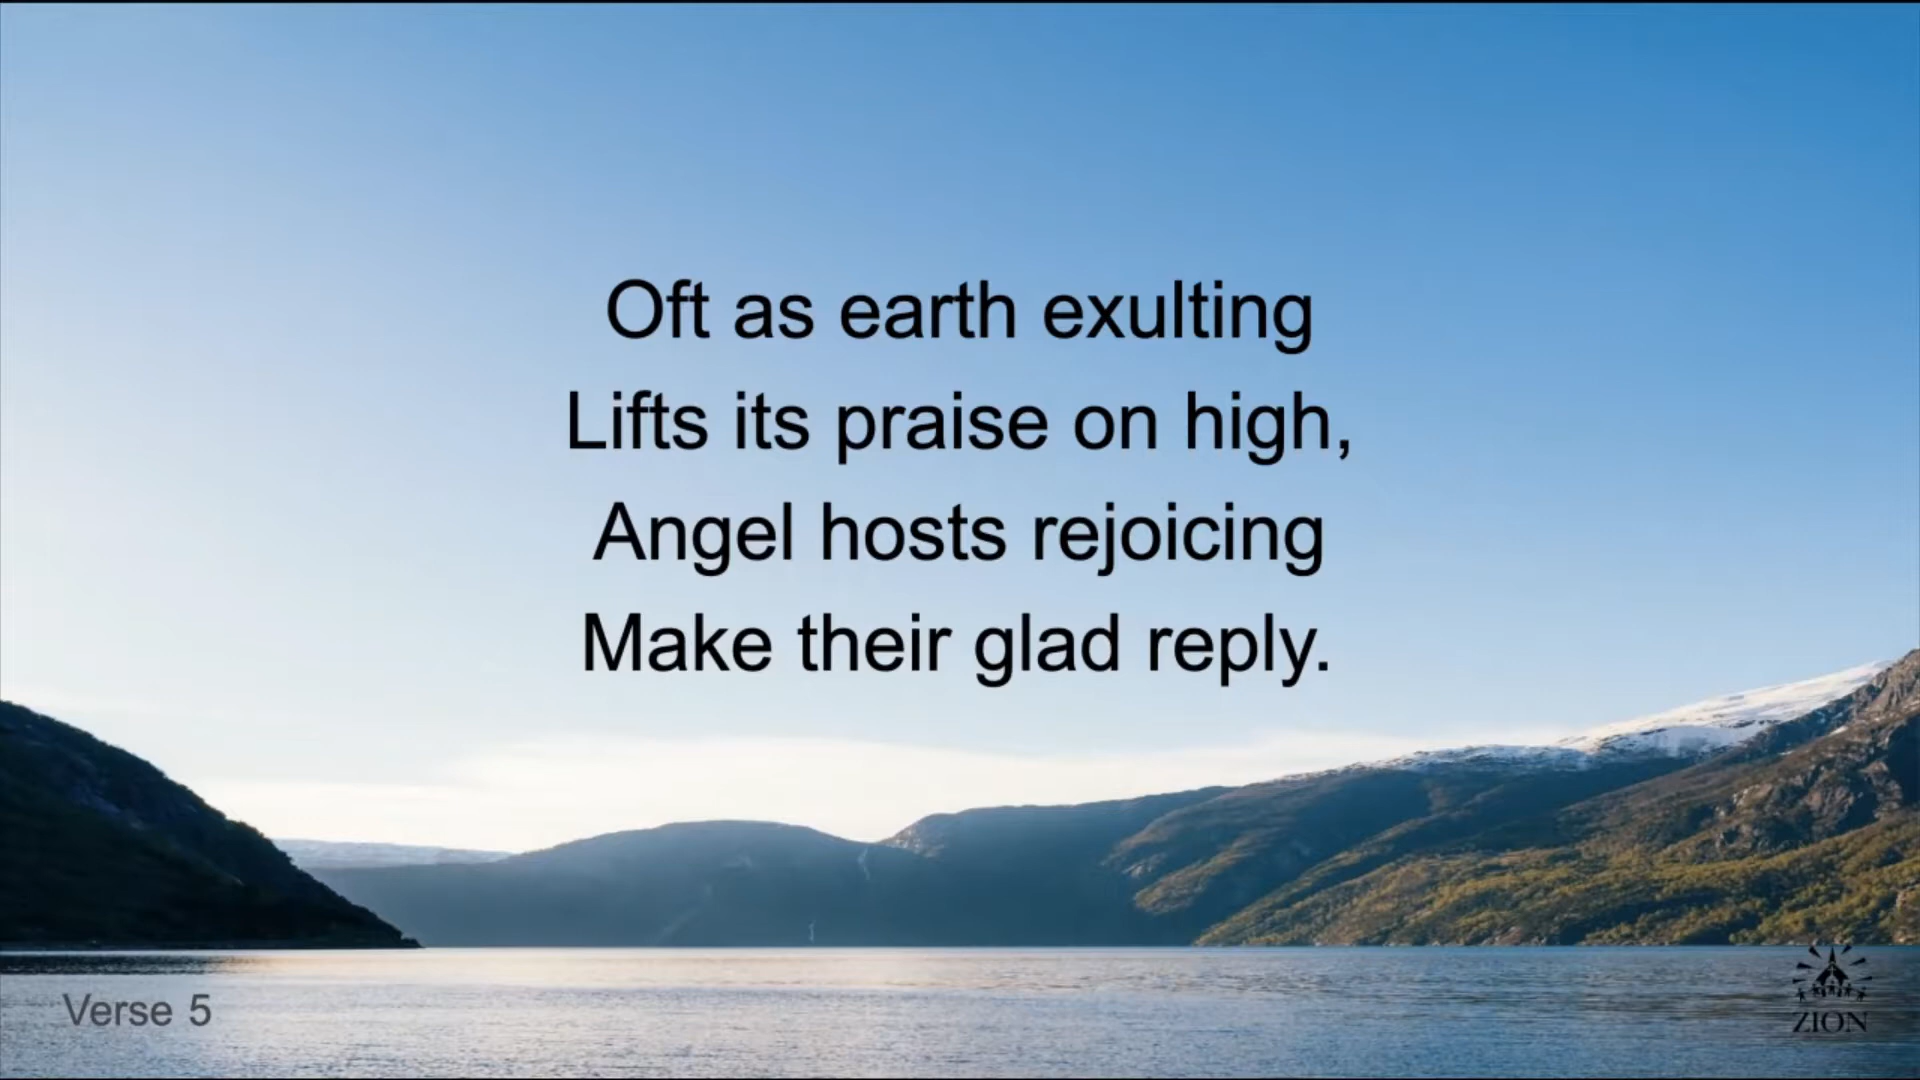 Oft as earth exulting
Lifts its praise on high,
Angel hosts rejoicing
Make their glad reply.
Verse 5
ZION